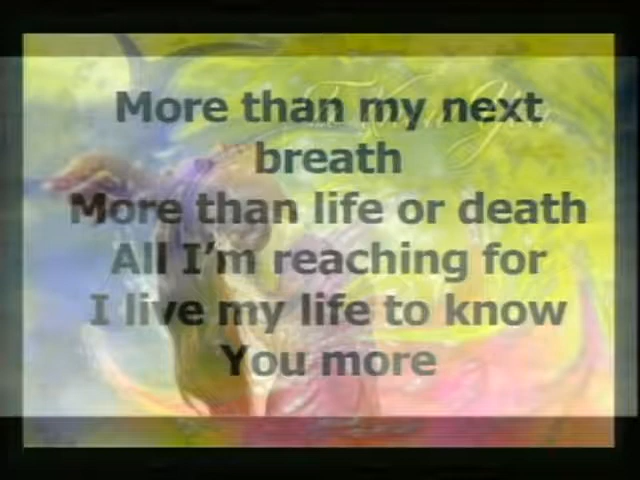 More than my next
breath
More than life or death
All I'm reaching for
I live my life to know
You more